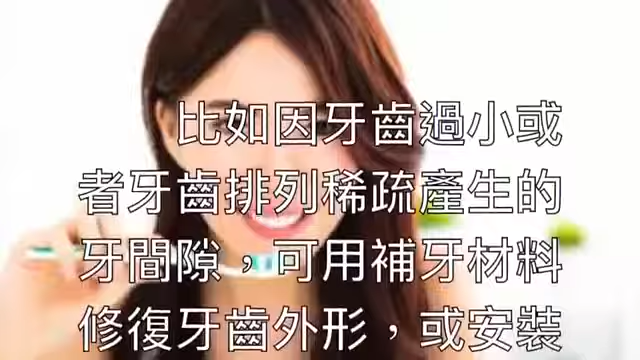 比如因牙齒過小或
者牙齒排列稀疏產生的
牙間隙，可用補牙材料
修復牙齒外形，或安裝